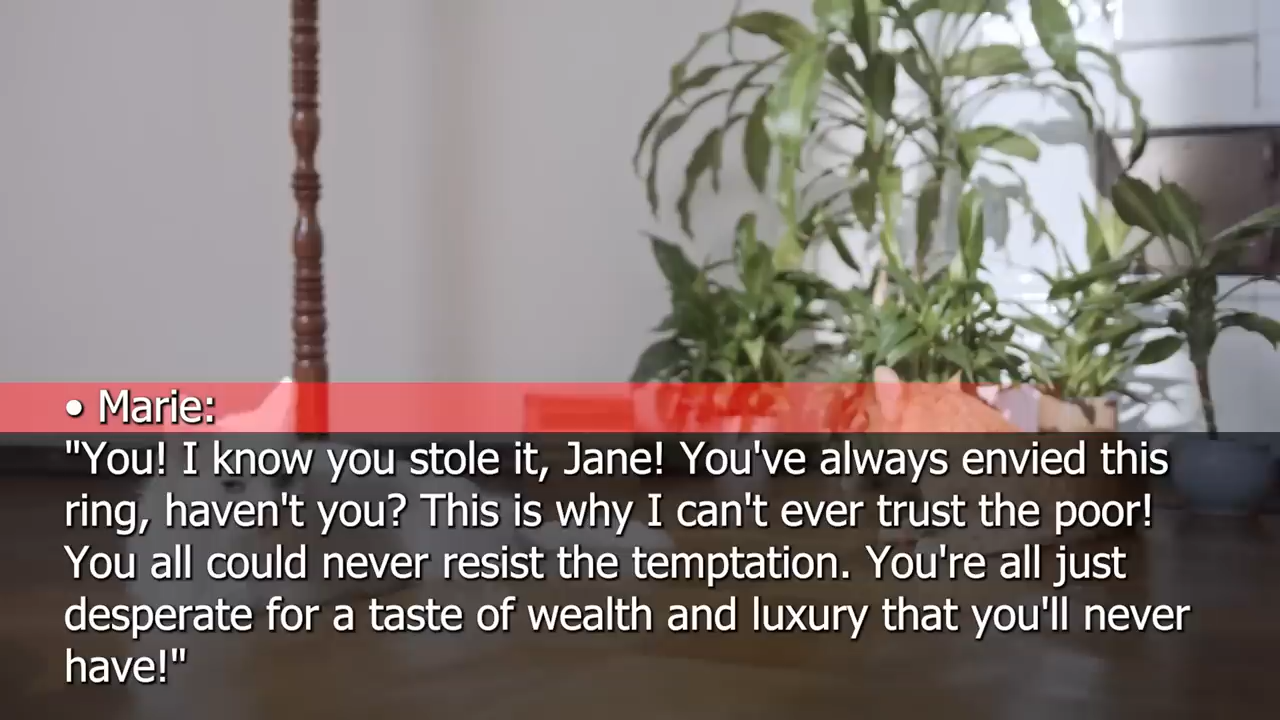 • Marie:
"You! I know you stole it, Jane! You've always envied this
ring, haven't you? This is why I can't ever trust the poor!
You all could never resist the temptation. You're all just
desperate for a taste of wealth and luxury that you'll never
have!"